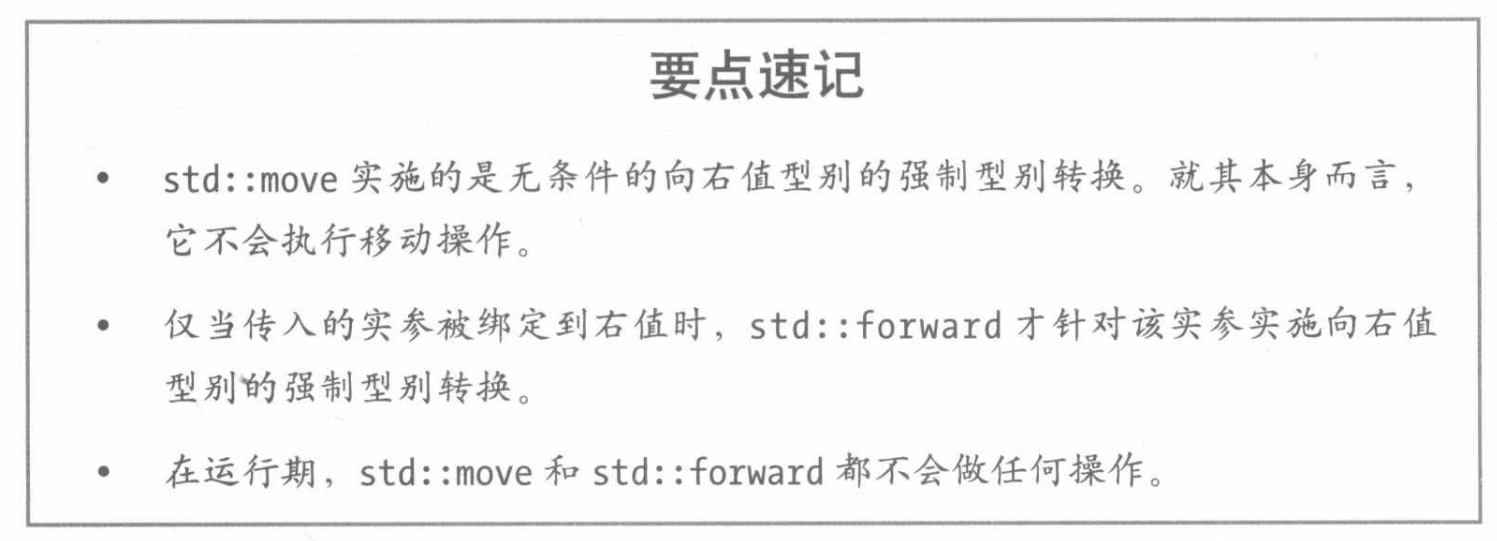 要点速记
• std::move 实施的是无条件的向右值型别的强制型别转换。就其本身而言，
它不会执行移动操作。
• 仅当传入的实参被绑定到右值时，std::forward 才针对该实参实施向右值
型别的强制型别转换。
• 在运行期，std::move 和 std::forward 都不会做任何操作。